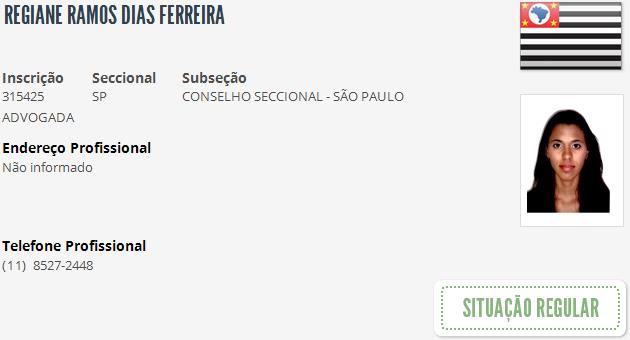 REGIANE RAMOS DIAS FERREIRA
Inscrição Seccional Subseção
315425 SP CONSELHO SECCIONAL - SÃO PAULO
ADVOGADA
Endereço Profissional
Não informado
Telefone Profissional
(11) 8527-2448
SITUAÇÃO REGULAR